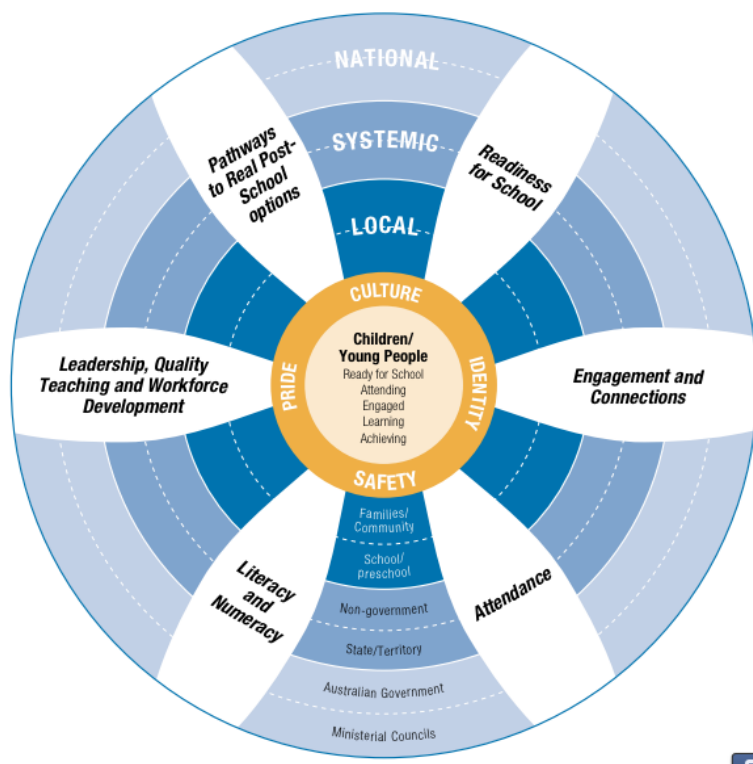 NATIONAL
SYSTEMIC
LOCAL
Pathways
to Real Post-
School
options
Readiness
for School
CULTURE
IDENTITY
SAFETY
PRIDE
Children/
Young People
Ready for School
Attending
Engaged
Learning
Achieving
Leadership, Quality
Teaching and Workforce
Development
Engagement and
Connections
Literacy
and
Numeracy
Attendance
Families/
Community
School/
preschool
Non-government
State/Territory
Australian Government
Ministerial Councils